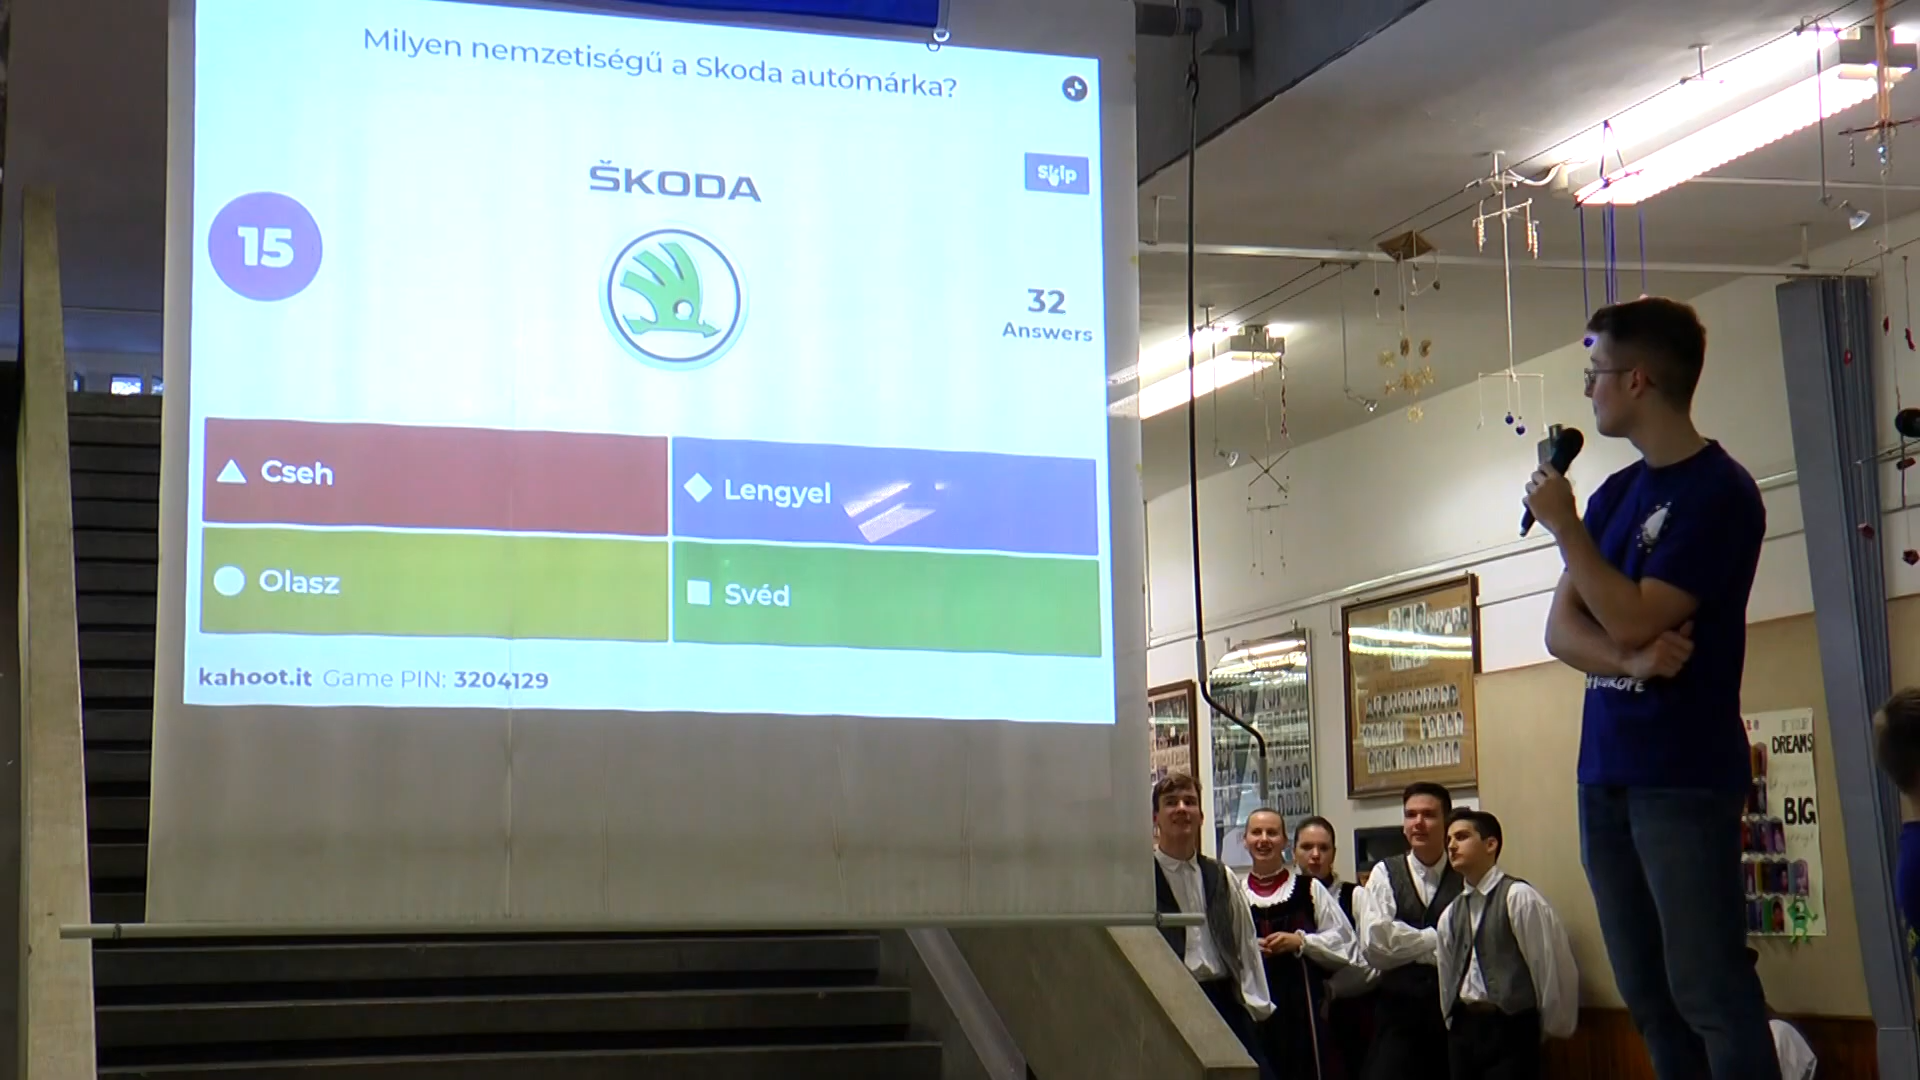 Milyen nemzetiségű a Skoda autómárka?
Skip
ŠKODA
15
32
Answers
Cseh
Lengyel
Olasz
Svéd
kahoot.it Game PIN: 3204129
DREAMS
BIG